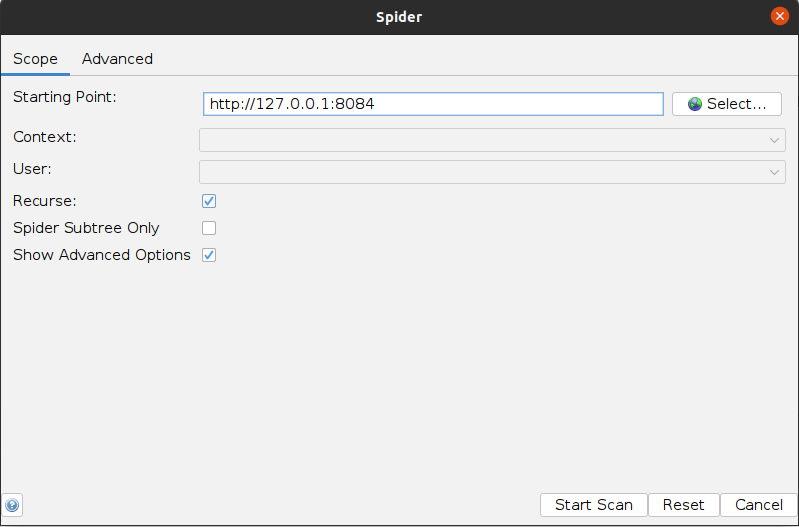 Spider
Scope Advanced
Starting Point: http://127.0.0.1:8084 Select...
Context:
User:
Recurse:
Spider Subtree Only
Show Advanced Options
Start Scan Reset Cancel